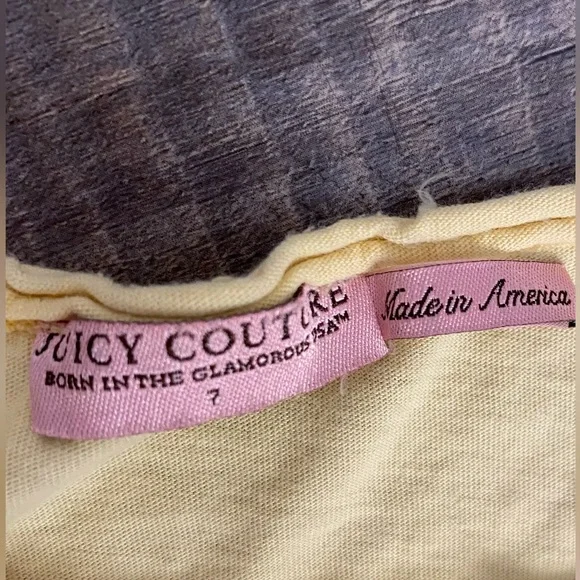 JUICY COUTURE
BORN IN THE GLAMOROUS USA™
7
Made in America